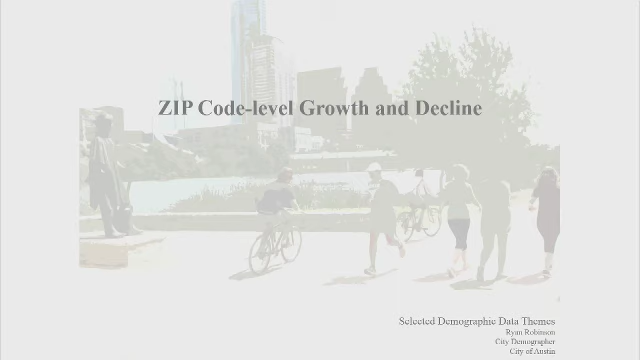 ZIP Code-level Growth and Decline
Selected Demographic Data Themes
Ryan Robinson
City Demographer
City of Austin